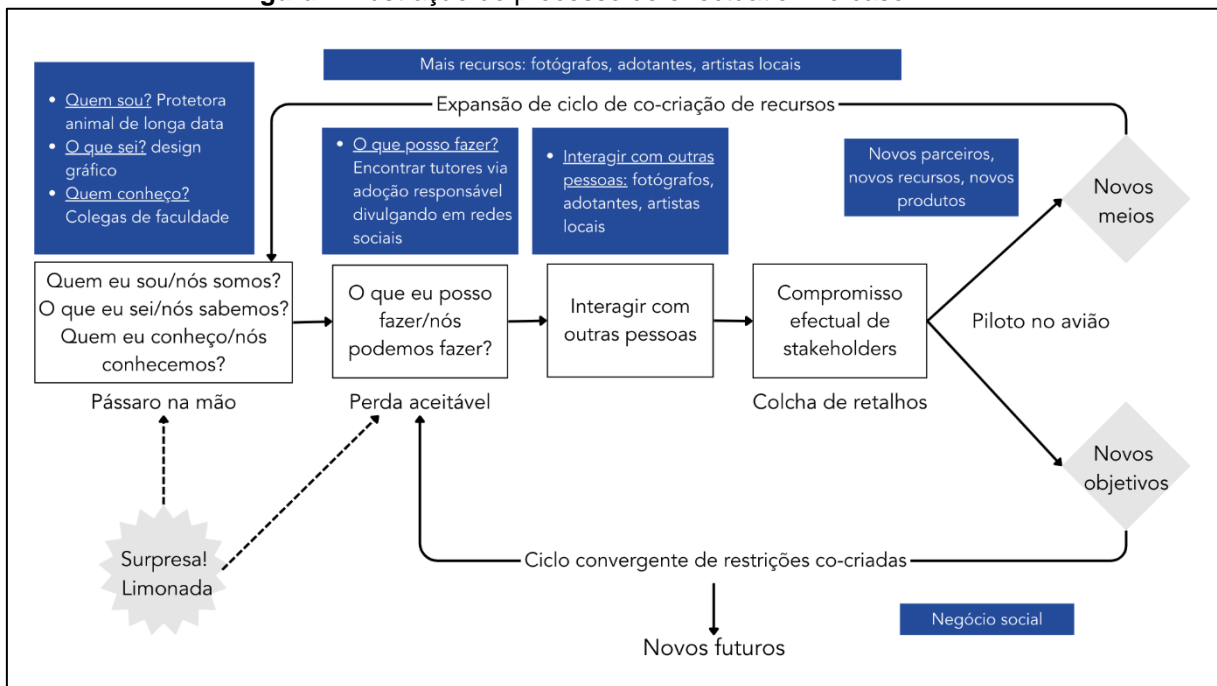 Mais recursos: fotógrafos, adotantes, artistas locais
Expansão de ciclo de co-criação de recursos
• Quem sou? Protetora
animal de longa data
• O que sei? design
gráfico
• Quem conheço?
Colegas de faculdade
• O que posso fazer?
Encontrar tutores via
adoção responsável
divulgando em redes
sociais
• Interagir com outras
pessoas: fotógrafos,
adotantes, artistas
locais
Novos parceiros,
novos recursos, novos
produtos
Novos
meios
Quem eu sou/nós somos?
O que eu sei/nós sabemos?
Quem eu conheço/nós
conhecemos?
O que eu posso
fazer/nós
podemos fazer?
Interagir com
outras pessoas
Compromisso
efectual de
stakeholders
Piloto no avião
Pássaro na mão
Perda aceitável
Colcha de retalhos
Novos
objetivos
Surpresa!
Limonada
Ciclo convergente de restrições co-criadas
Negócio social
Novos futuros